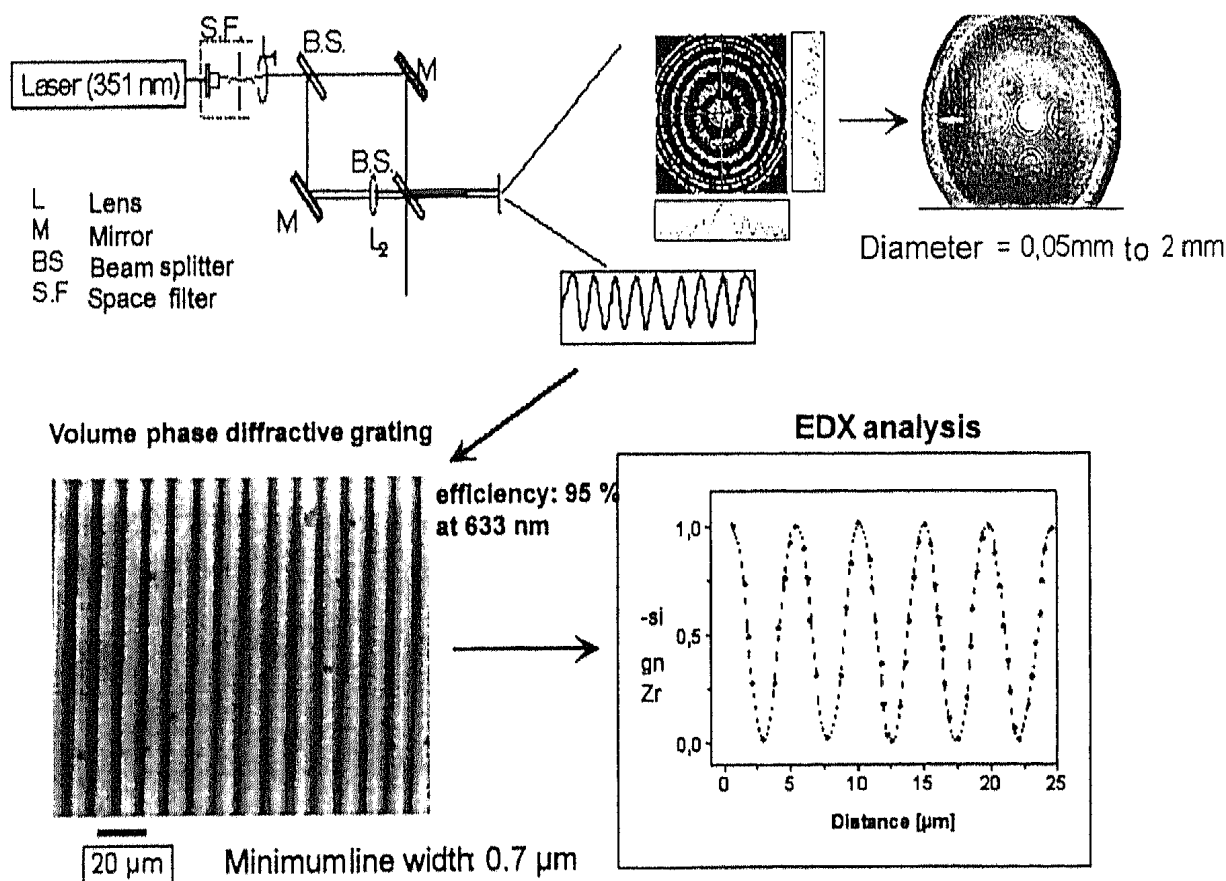 S.F.
B.S.
M
Laser (351 nm)
B.S.
M
L2
L Lens
M Mirror
BS Beam splitter
S.F Space filter
Diameter = 0,05mm to 2 mm
Volume phase diffractive grating
efficiency: 95 %
at 633 nm
20 µm
Minimumline width 0.7 µm
EDX analysis
1,0
0,5
0,0
-si
gn
Zr
0 5 10 15 20 25
Distance [µm]